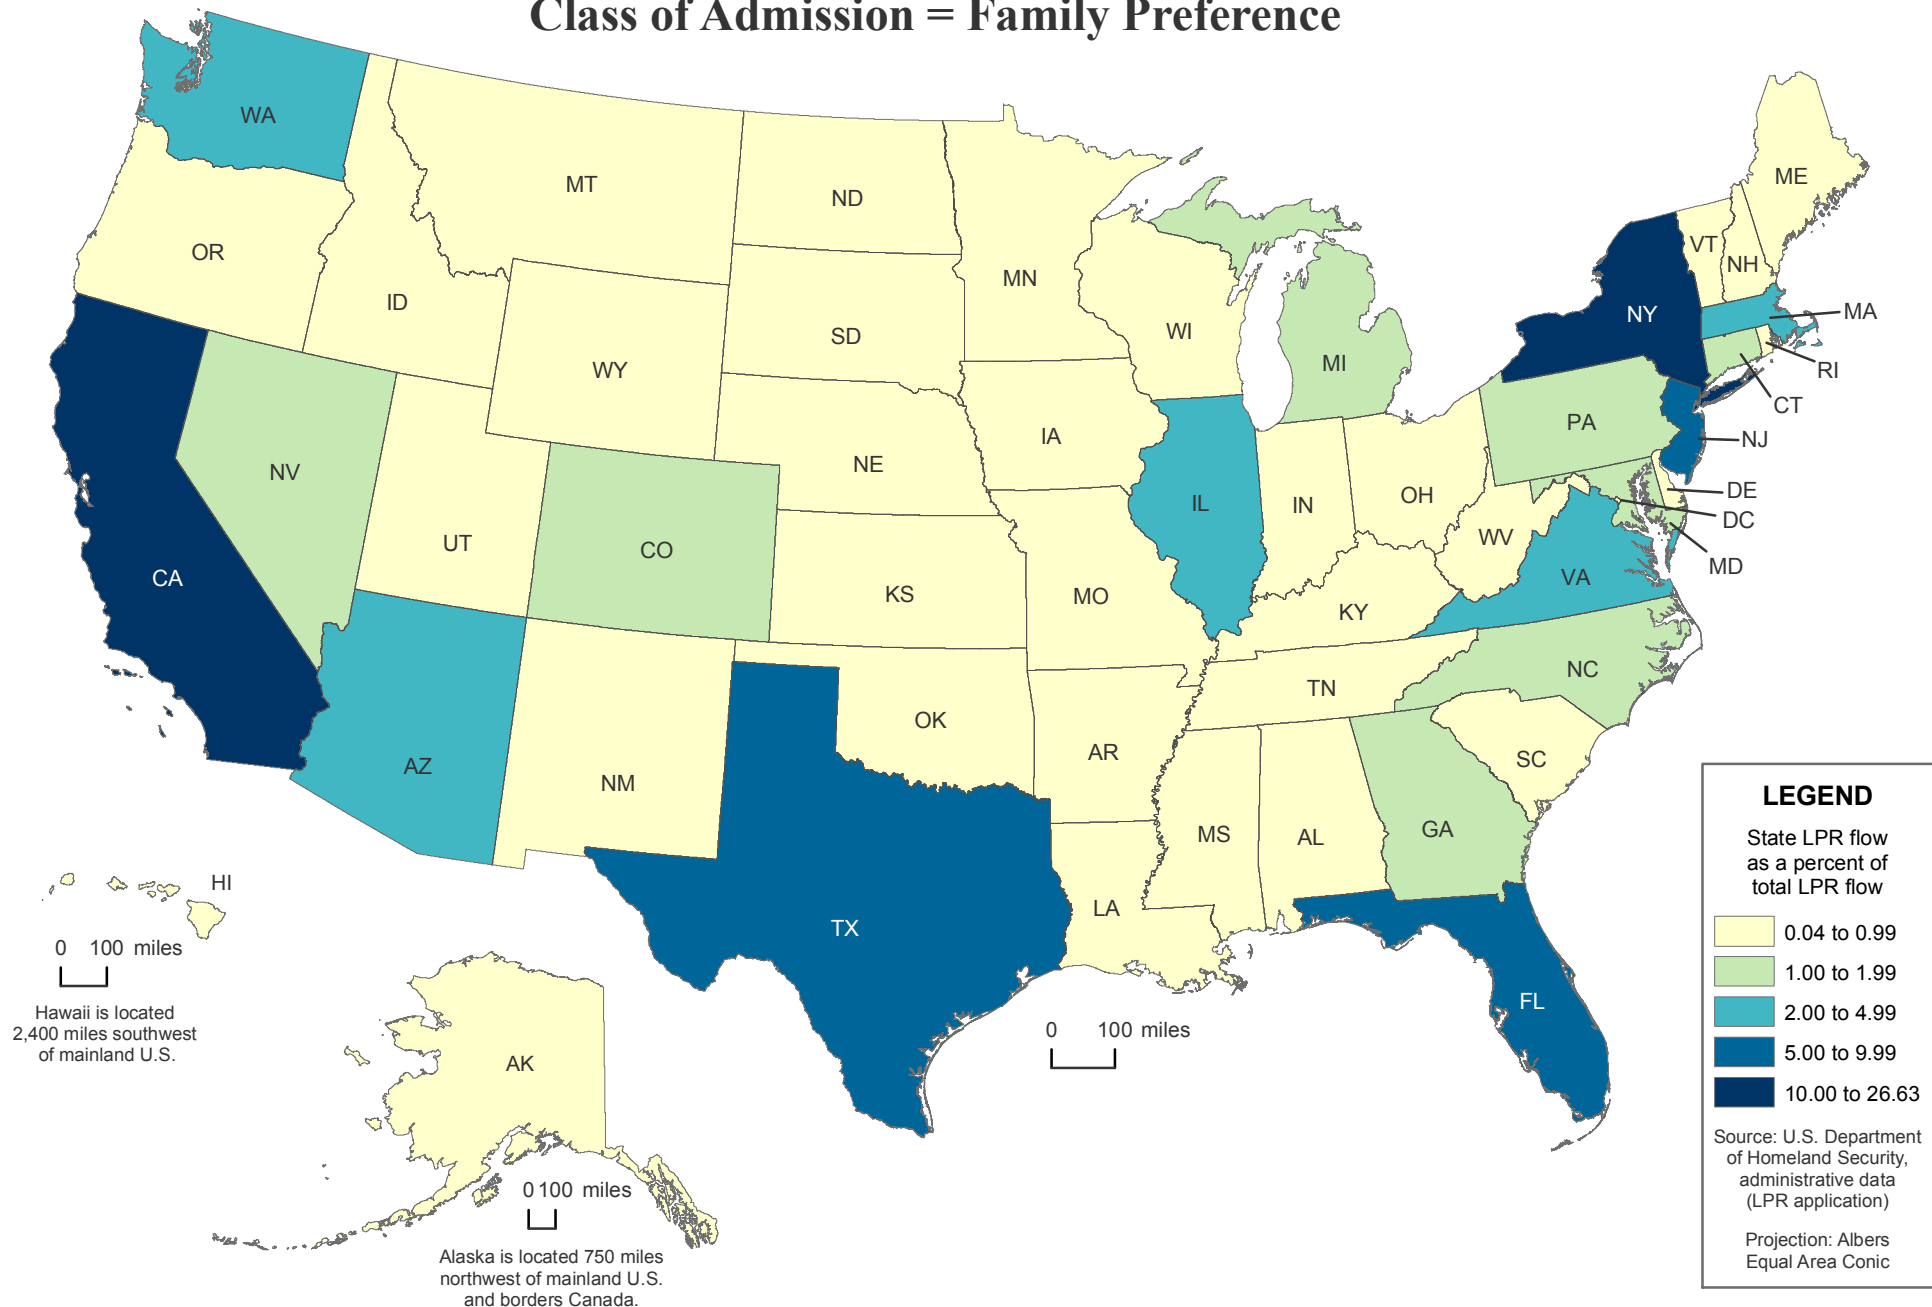 Class of Admission = Family Preference
WA
MT
ND
MN
ME
OR
ID
SD
WI
VT
NH
NY
MA
WY
MI
RI
CT
NV
NE
IA
PA
NJ
UT
CO
IL
IN
OH
DE
DC
WV
MD
CA
KS
MO
KY
VA
AZ
NM
OK
AR
TN
NC
SC
MS
AL
GA
TX
LA
FL
HI
0 100 miles
Hawaii is located
2,400 miles southwest
of mainland U.S.
AK
0 100 miles
Alaska is located 750 miles
northwest of mainland U.S.
and borders Canada.
0 100 miles
LEGEND
State LPR flow
as a percent of
total LPR flow
0.04 to 0.99
1.00 to 1.99
2.00 to 4.99
5.00 to 9.99
10.00 to 26.63
Source: U.S. Department
of Homeland Security,
administrative data
(LPR application)
Projection: Albers
Equal Area Conic